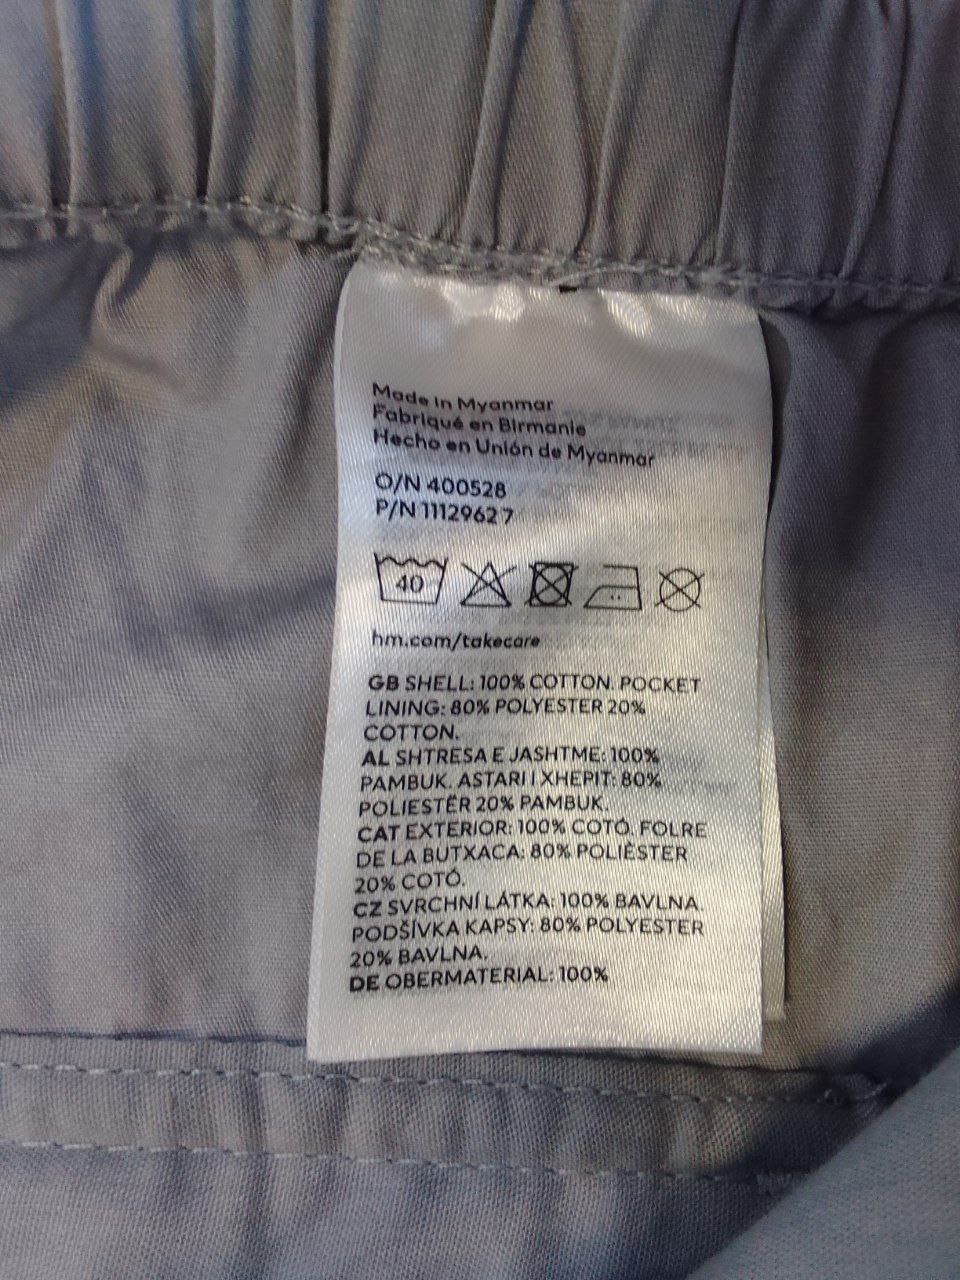 Made in Myanmar
Fabriqué en Birmanie
Hecho en Unión de Myanmar
O/N 400528
P/N 11129627
40
hm.com/takecare
GB SHELL: 100% COTTON. POCKET
LINING: 80% POLYESTER 20%
COTTON.
AL SHTRESA E JASHTME: 100%
PAMBUK. ASTARI I XHEPIT: 80%
POLIESTËR 20% PAMBUK.
CAT EXTERIOR: 100% COTÓ. FOLRE
DE LA BUTXACA: 80% POLIÈSTER
20% COTÓ.
CZ SVRCHNÍ LÁTKA: 100% BAVLNA.
PODŠÍVKA KAPSY: 80% POLYESTER
20% BAVLNA.
DE OBERMATERIAL: 100%